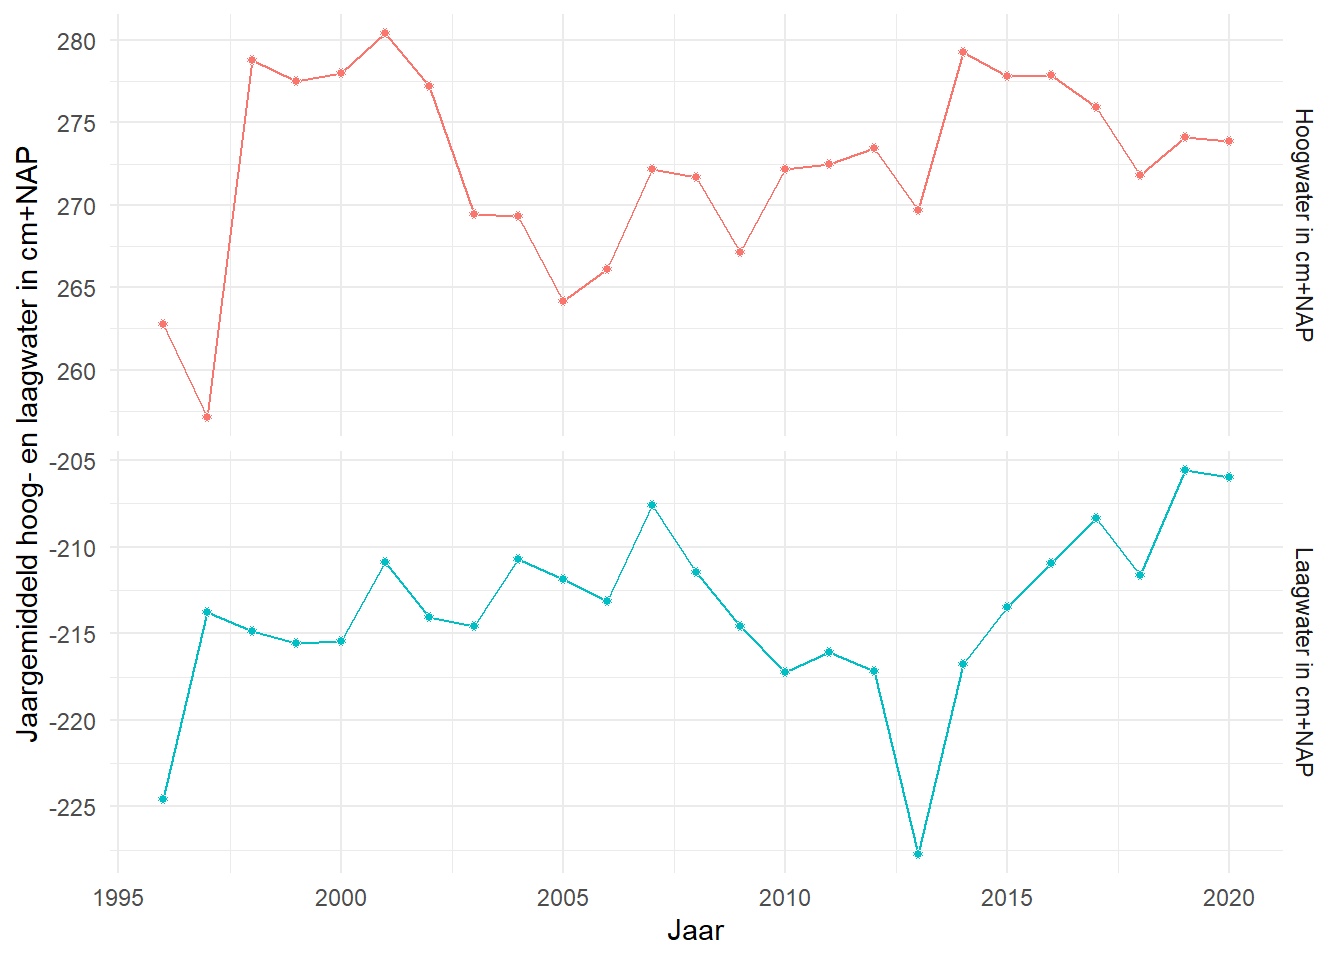 Jaargemiddeld hoog- en laagwater in cm+NAP
280
275
270
265
260
Hoogwater in cm+NAP
-205
-210
-215
-220
-225
Laagwater in cm+NAP
1995 2000 2005 2010 2015 2020
Jaar